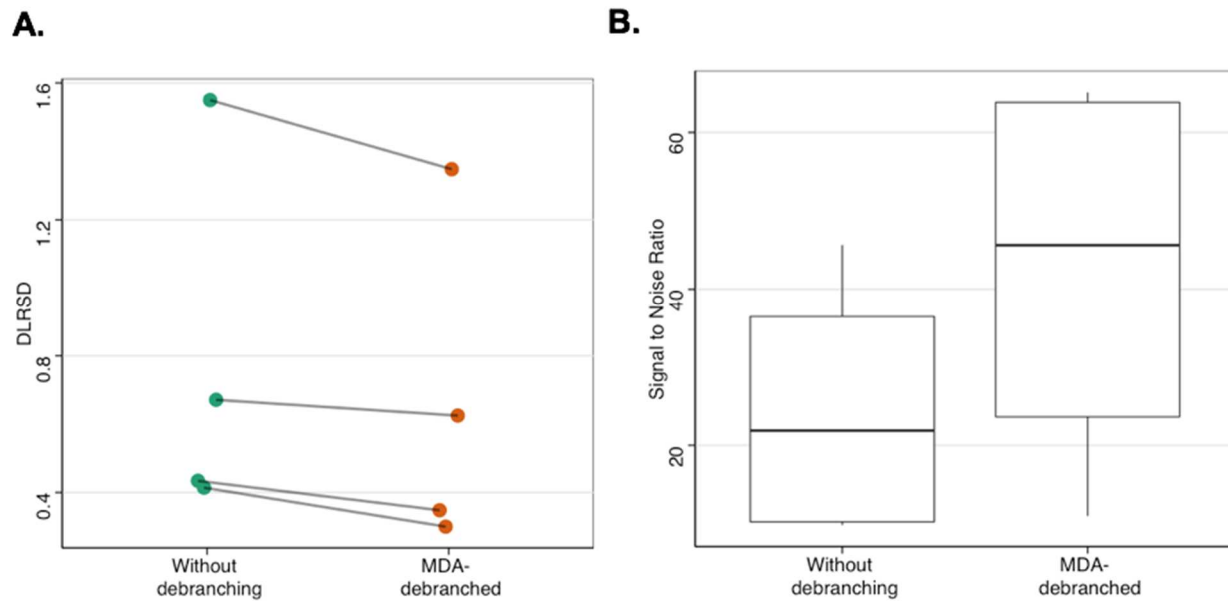 A.
DLRSD
1.6
1.2
0.8
0.4
Without
debranching
MDA-
debranched
B.
Signal to Noise Ratio
60
40
20
Without
debranching
MDA-
debranched